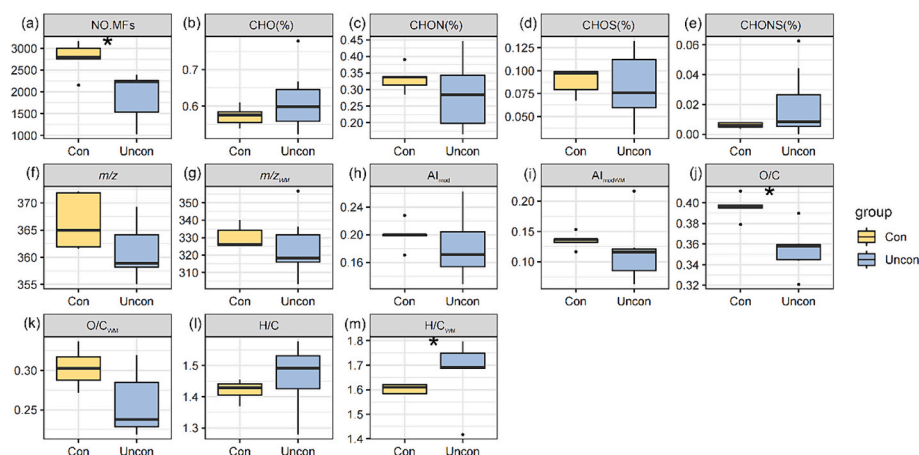 (a) NO.MFs
*
3000
2500
2000
1500
1000
Con Uncon
(b) CHO(%)
0.7
0.6
Con Uncon
(c) CHON(%)
0.45
0.40
0.35
0.30
0.25
0.20
Con Uncon
(d) CHOS(%)
0.125
0.100
0.075
0.050
Con Uncon
(e) CHONS(%)
0.06
0.04
0.02
0.00
Con Uncon
(f) m/z
370
365
360
355
Con Uncon
(g) m/zWM
350
340
330
320
310
Con Uncon
(h) AImod
0.24
0.20
0.16
Con Uncon
(i) AImodWM
0.20
0.15
0.10
Con Uncon
(j) O/C
*
0.40
0.38
0.36
0.34
0.32
Con Uncon
group
Con
Uncon
(k) O/CWM
0.30
0.25
Con Uncon
(l) H/C
1.5
1.4
1.3
Con Uncon
(m) H/CWM
*
1.8
1.7
1.6
1.5
1.4
Con Uncon